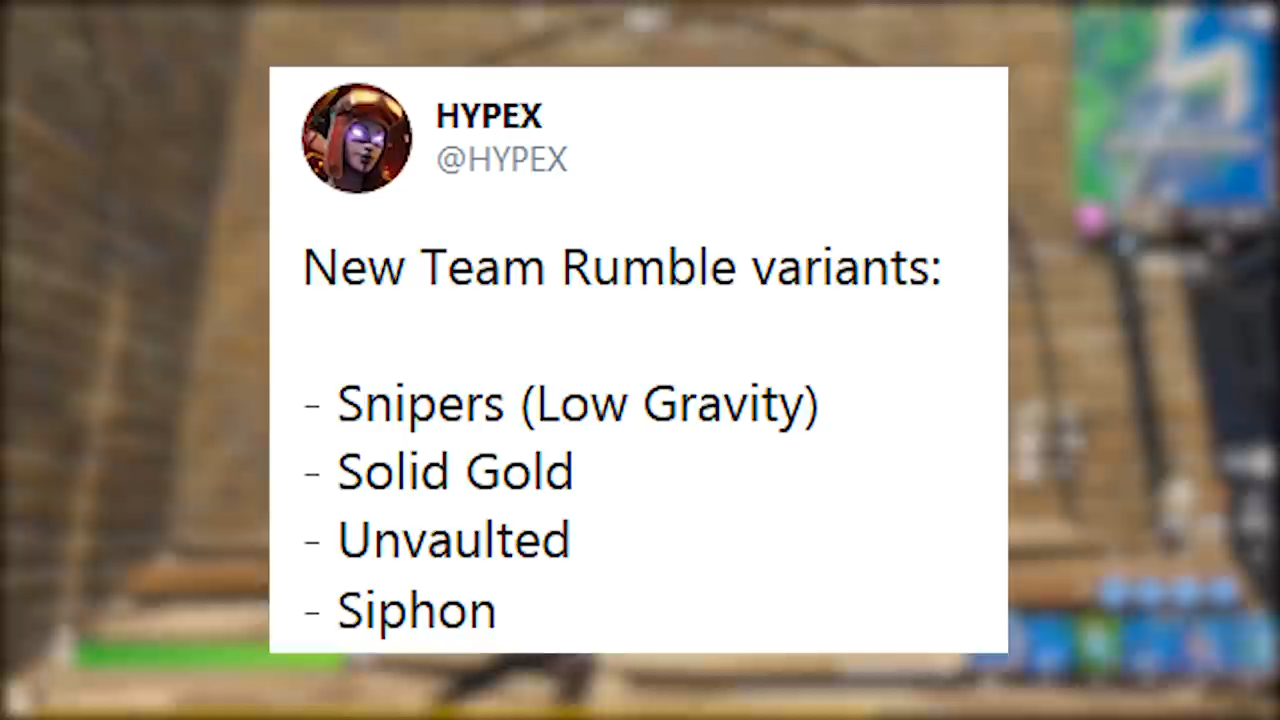 HYPEX
@HYPEX
New Team Rumble variants:
- Snipers (Low Gravity)
- Solid Gold
- Unvaulted
- Siphon